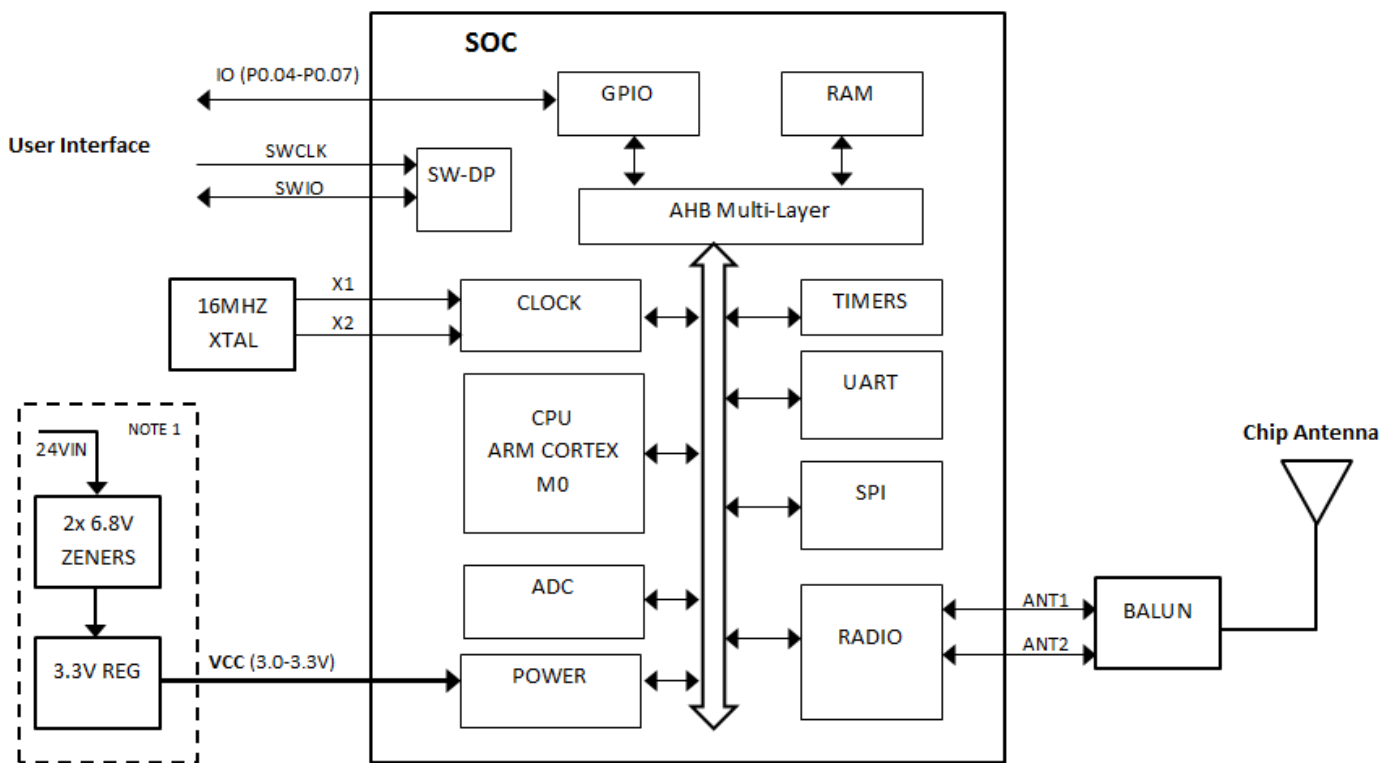 SOC
IO (P0.04-P0.07)
GPIO
RAM
User Interface
SWCLK
SW-DP
SWIO
AHB Multi-Layer
16MHZ
XTAL
X1
X2
CLOCK
TIMERS
UART
CPU
ARM CORTEX
M0
SPI
NOTE 1
24VIN
2x 6.8V
ZENERS
3.3V REG
VCC (3.0-3.3V)
ADC
POWER
RADIO
ANT1
ANT2
BALUN
Chip Antenna